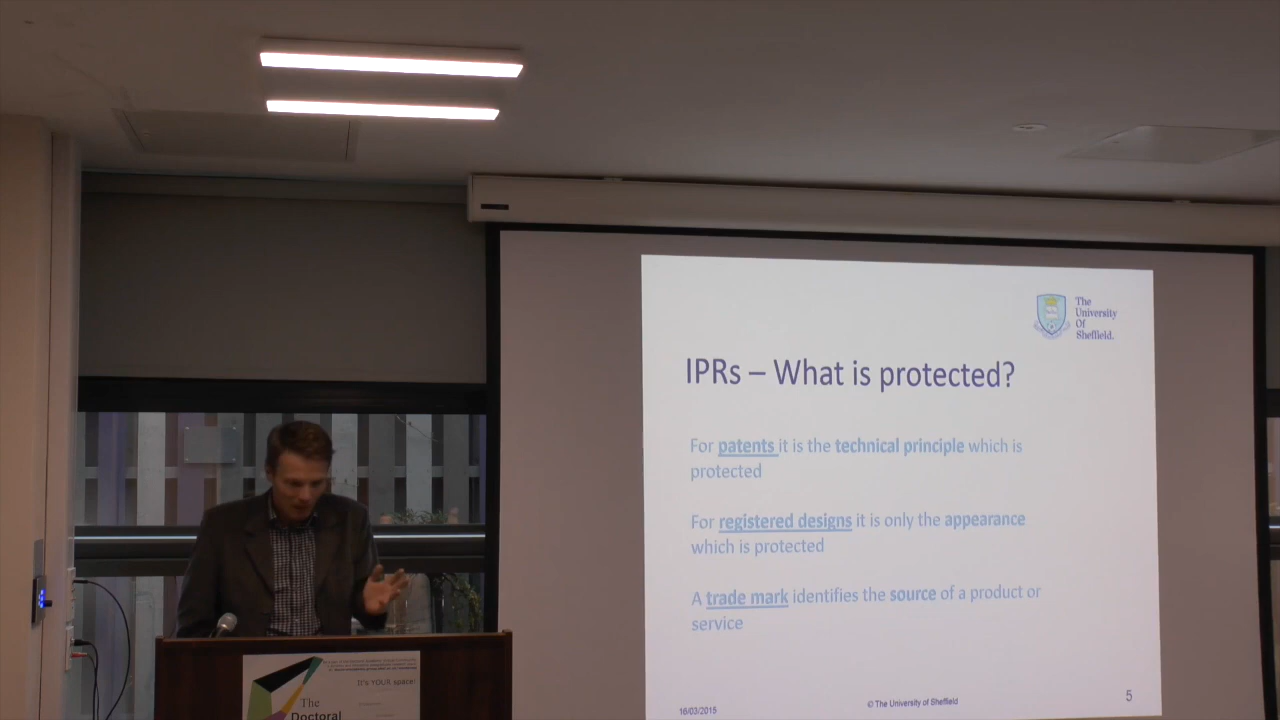 The
University
Of
Sheffield.
IPRs – What is protected?
For patents it is the technical principle which is
protected
For registered designs it is only the appearance
which is protected
A trade mark identifies the source of a product or
service
16/03/2015
© The University of Sheffield
5
It's YOUR space!
The
Doctoral